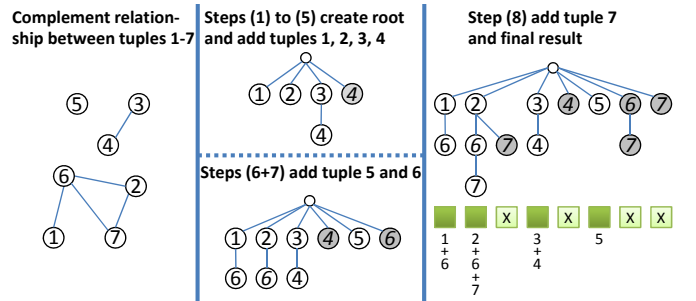 Complement relation-
ship between tuples 1-7
5
3
4
6
2
1
7
Steps (1) to (5) create root
and add tuples 1, 2, 3, 4
1 2 3 4
4
Steps (6+7) add tuple 5 and 6
1 2 3 4 5 6
6 6 4
Step (8) add tuple 7
and final result
1 2 3 4 5 6 7
6 6 7 4 7
7
X X X X
1
+
6
2
+
6
+
7
3
+
4
5